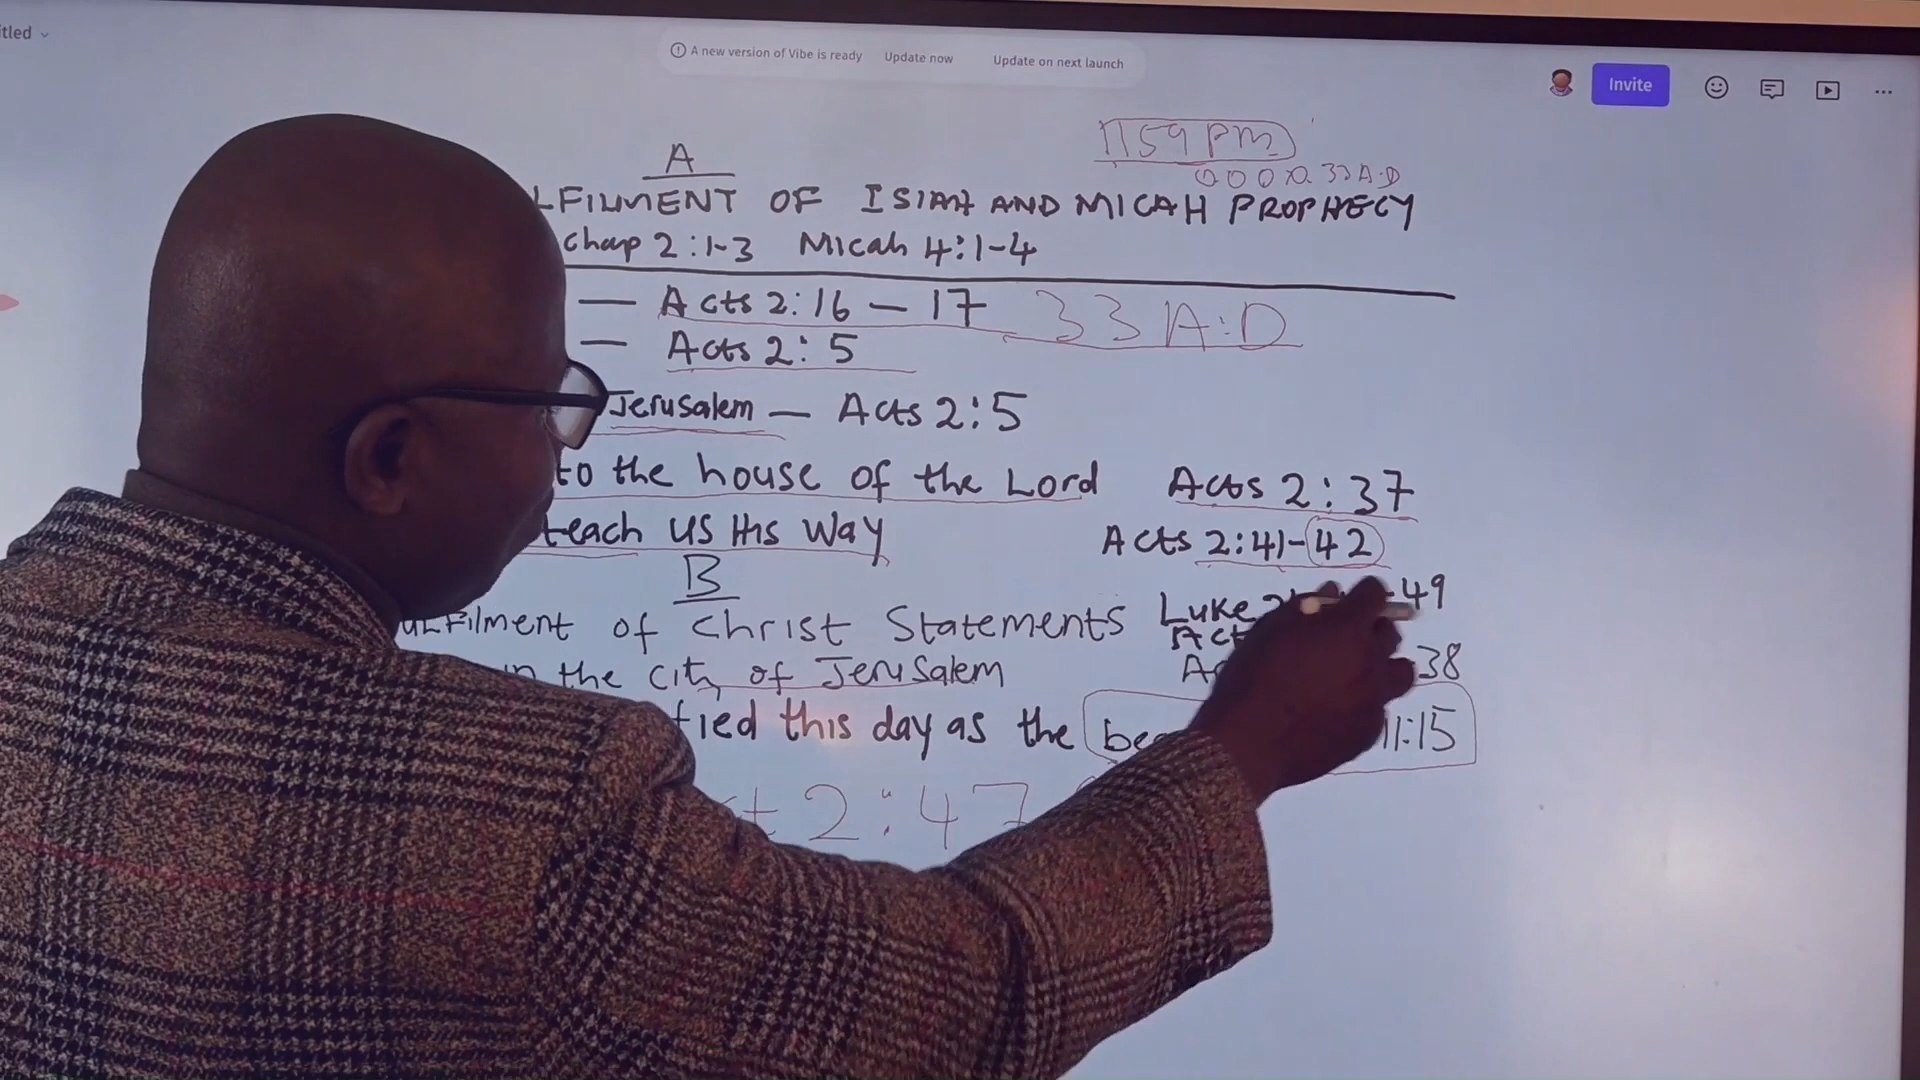 A new version of Vibe is ready Update now Update on next launch
Invite
1159 PM
A
33 A.D
LFILMENT OF ISIAH AND MICAH PROPHECY
Chap 2:1-3 Micah 4:1-4
— Acts 2:16 — 17 33 A:D
— Acts 2:5
Jerusalem — Acts 2:5
to the house of the Lord Acts 2:37
teach us His way Acts 2:41-42
B
ulfilment of Christ Statements Luke 49
in the city of Jerusalem 38
this day as the 11:15
2:47